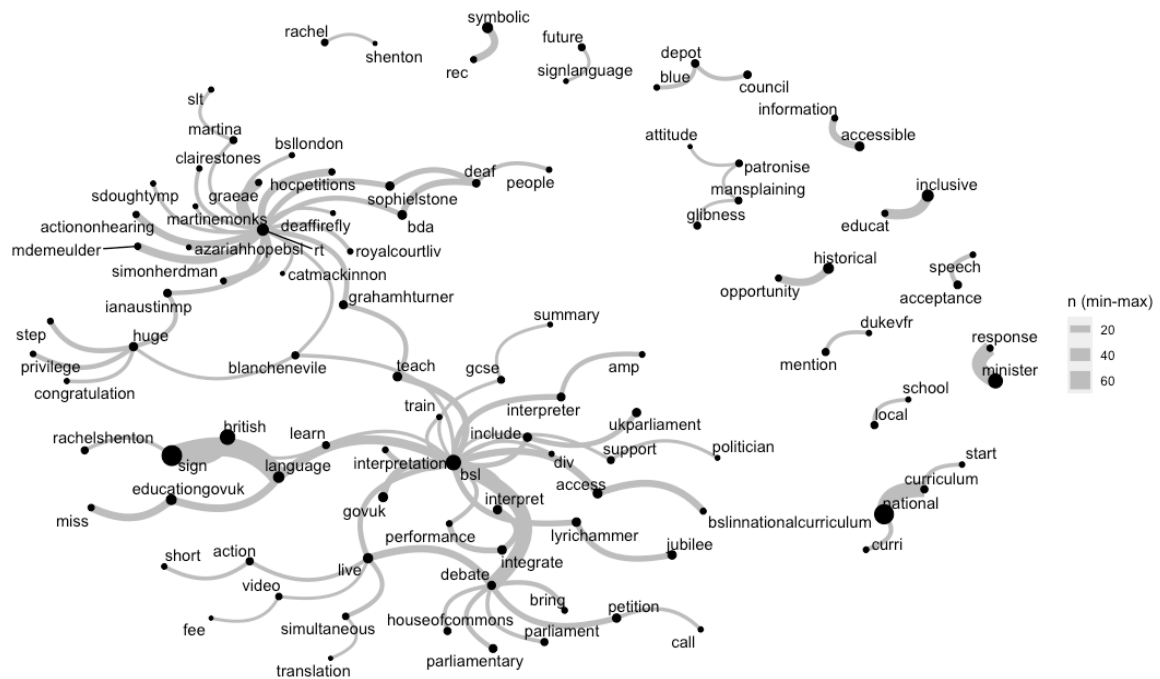 symbolic
rachel
future
shenton
depot
rec
signlanguage
blue
council
slt
information
martina
attitude
accessible
bsllondon
clairestones
deaf
patronise
hocpetitions
people
inclusive
sdoughtymp
graeae
sophielstone
mansplaining
martinemonks
glibness
actiononhearing
deaffirefly
bda
educat
mdemeulder
azariahhopebsl
rt
royalcourtliv
historical
speech
simonherdman
catmackinnon
opportunity
acceptance
n (min-max)
ianaustinmp
grahamhturner
summary
dukevfr
20
step
huge
response
40
privilege
blanchenevile
teach
gcse
amp
mention
minister
60
congratulation
school
train
interpreter
local
british
learn
include
ukparliament
rachelshenton
support
politician
sign
language
interpretation
bsl
div
start
educationgovuk
access
curriculum
interpret
national
miss
govuk
bslinnationalcurriculum
performance
lyrichammer
curri
short
action
jubilee
live
debate
integrate
video
bring
petition
fee
simultaneous
houseofcommons
parliament
call
translation
parliamentary